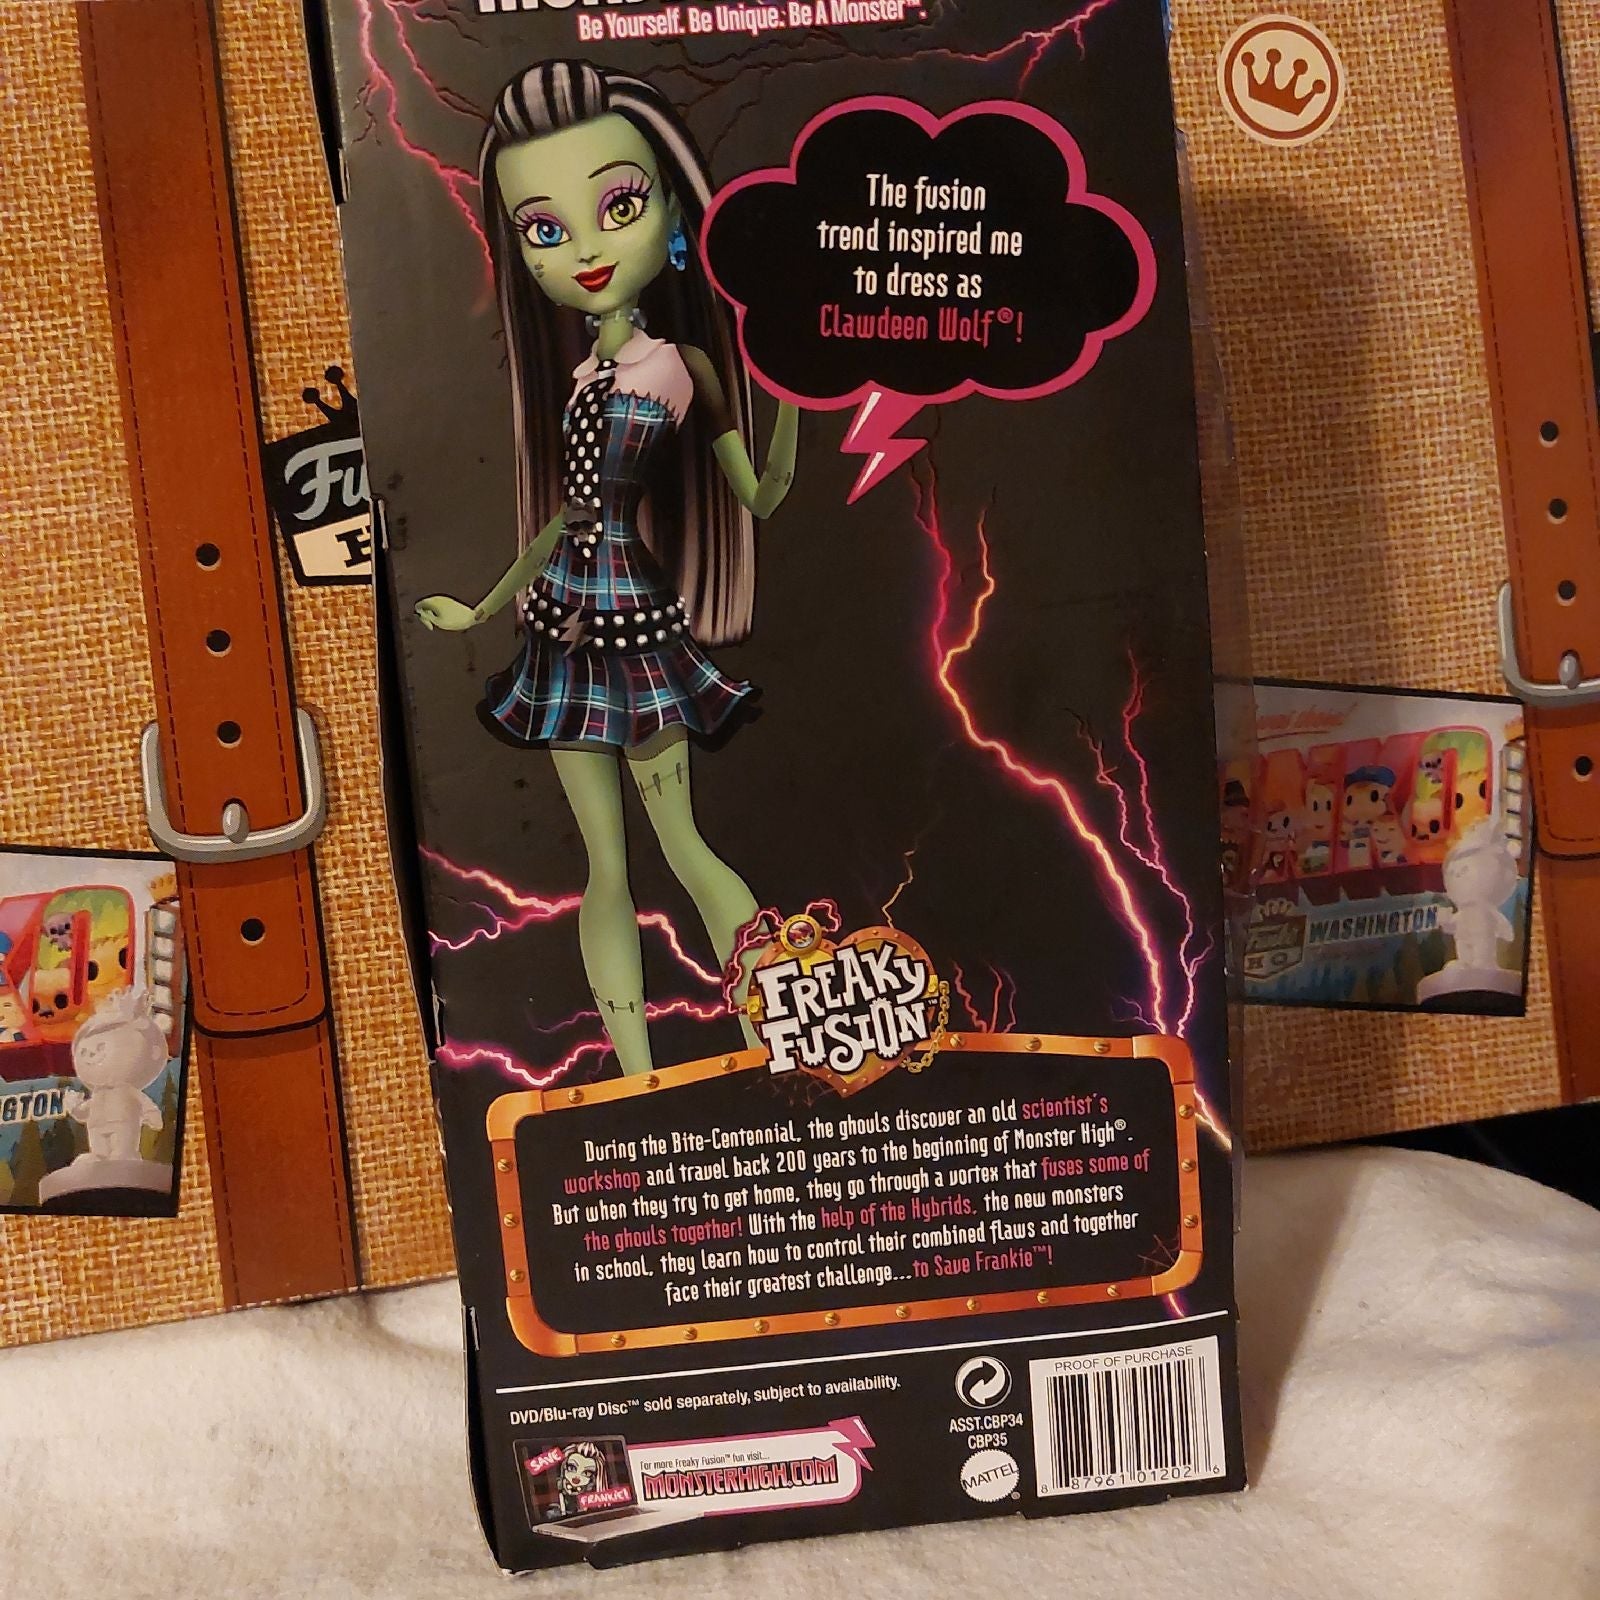 Be Yourself. Be Unique. Be A Monster™.
The fusion
trend inspired me
to dress as
Clawdeen Wolf®!
Fu
H
WASHINGTON
HQ
GTON
FREAKY
FUSION™
During the Bite-Centennial, the ghouls discover an old scientist's
workshop and travel back 200 years to the beginning of Monster High®.
But when they try to get home, they go through a vortex that fuses some of
the ghouls together! With the help of the Hybrids, the new monsters
in school, they learn how to control their combined flaws and together
face their greatest challenge...to Save Frankie™!
DVD/Blu-ray Disc™ sold separately, subject to availability.
SAVE
FRANKIE!
For more Freaky Fusion™ fun visit...
MONSTERHIGH.COM
ASST.CBP34
CBP35
MATTEL®
PROOF OF PURCHASE
8 87961 01202 6